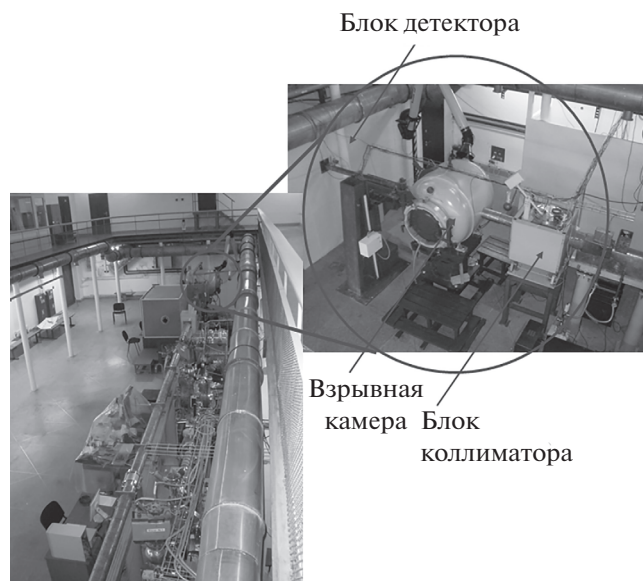 Блок детектора
Взрывная
камера
Блок
коллиматора